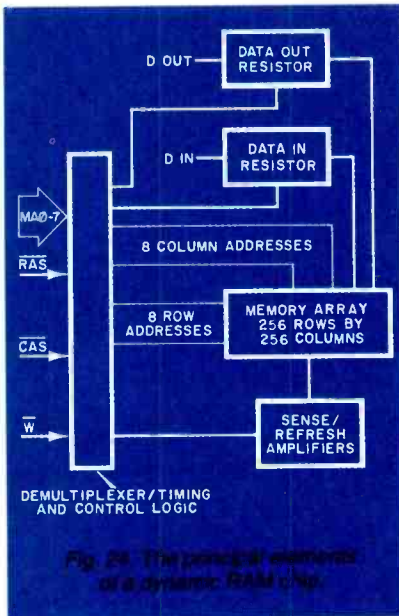 D OUT
DATA OUT
RESISTOR
D IN
DATA IN
RESISTOR
MAØ-7
8 COLUMN ADDRESSES
RAS
8 ROW
ADDRESSES
MEMORY ARRAY
256 ROWS BY
256 COLUMNS
CAS
W
SENSE/
REFRESH
AMPLIFIERS
DEMULTIPLEXER/TIMING
AND CONTROL LOGIC
Fig. 24. The principal elements
of a dynamic RAM chip.